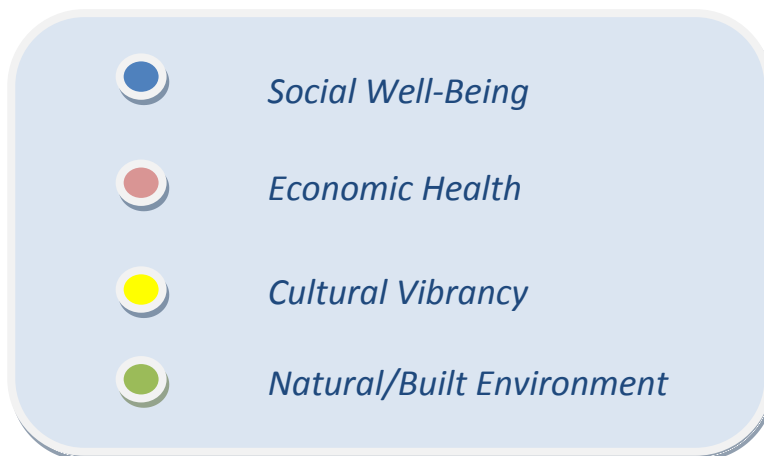 Social Well-Being
Economic Health
Cultural Vibrancy
Natural/Built Environment